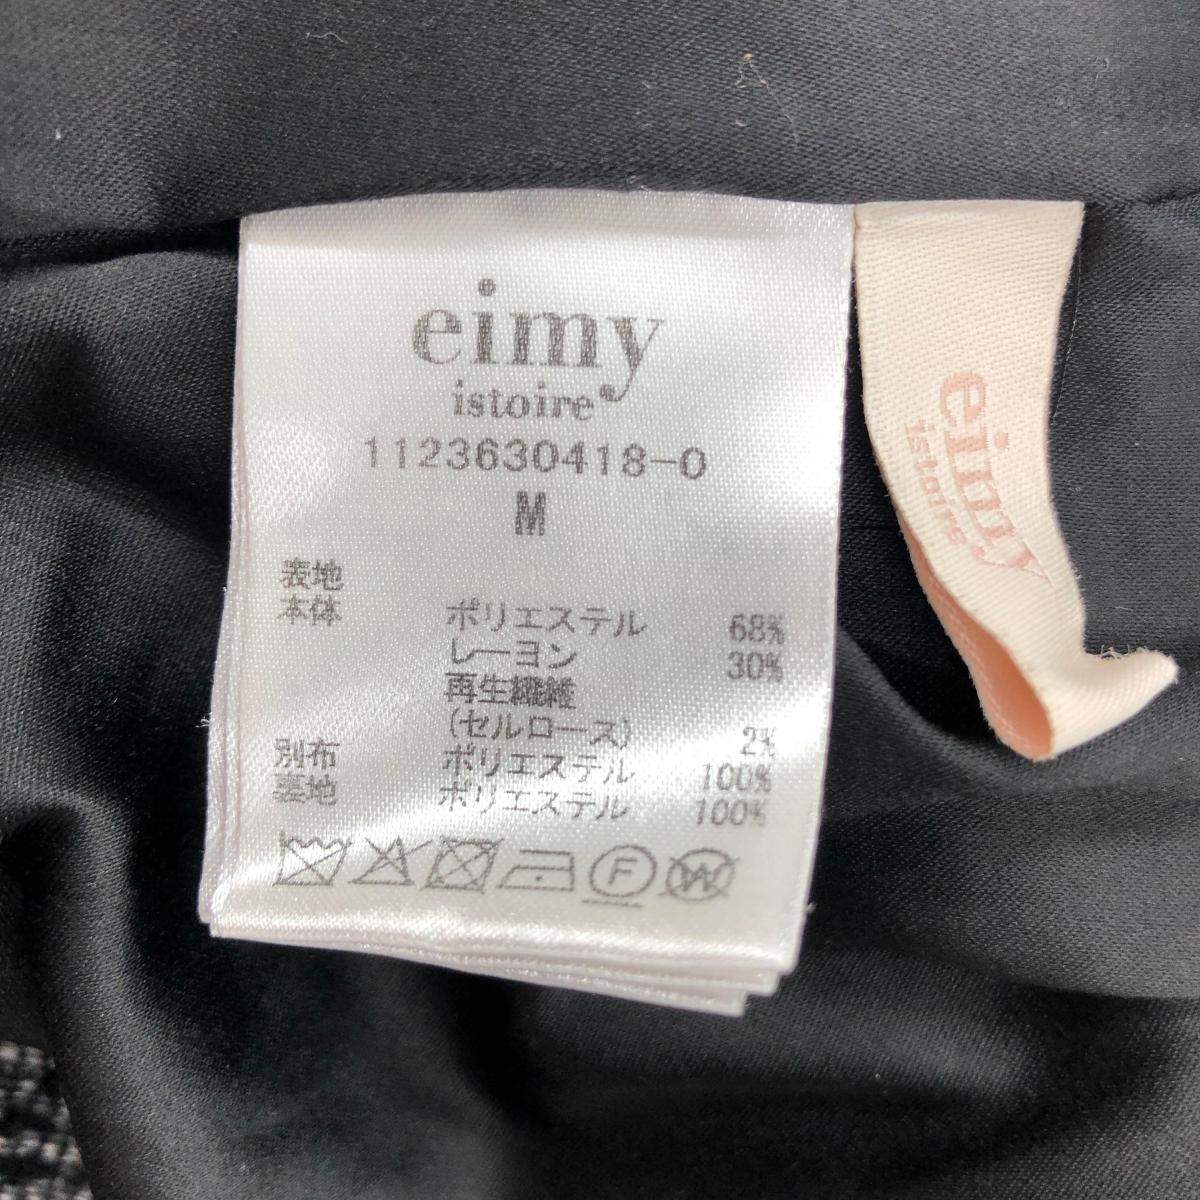 eimy
istoire
1123630418-0
M
表地
本体 ポリエステル 68%
レーヨン 30%
再生繊維
(セルロース) 2%
別布 ポリエステル 100%
裏地 ポリエステル 100%
F
W
eimy
istoire